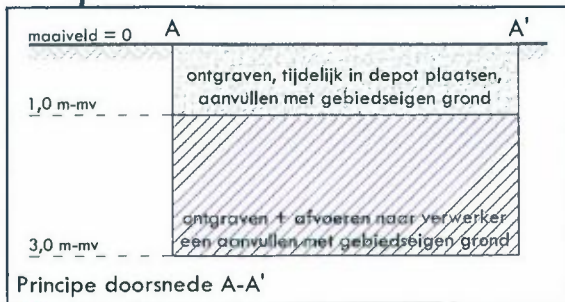 maaiveld = 0
A
A'
ontgraven, tijdelijk in depot plaatsen,
aanvullen met gebiedseigen grond
1,0 m-mv
ontgraven + afvoeren naar verwerker
een aanvullen met gebiedseigen grond
3,0 m-mv
Principe doorsnede A-A'